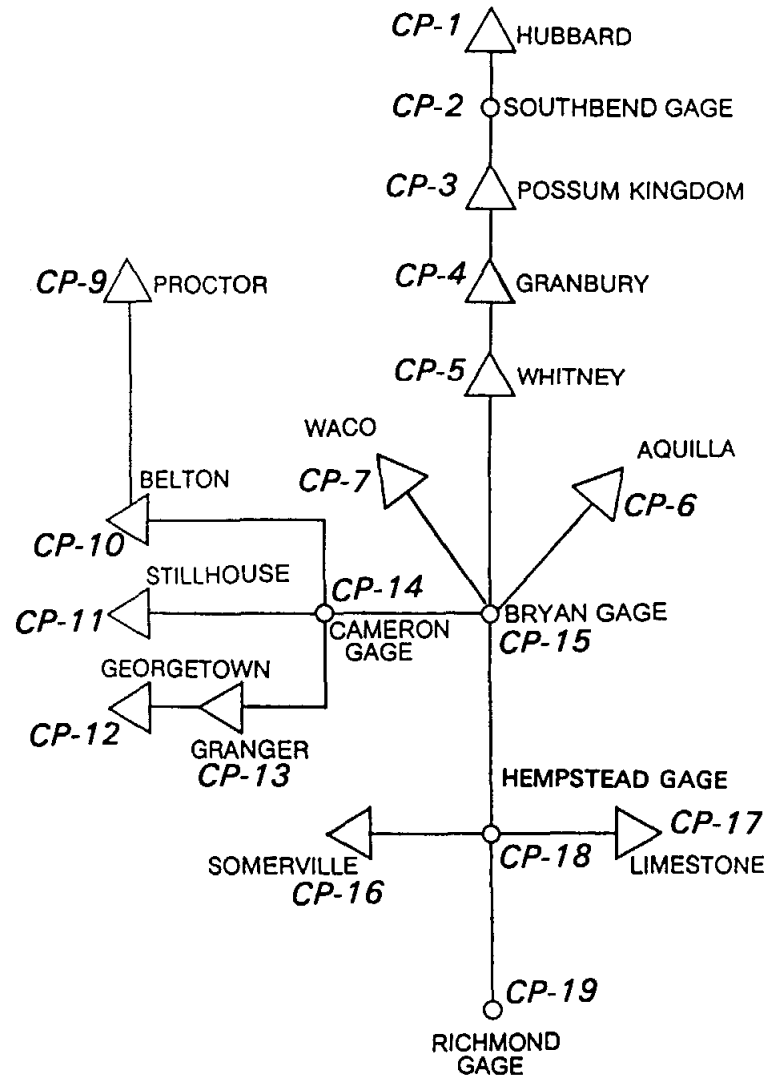 CP-1 HUBBARD
CP-2 SOUTHBEND GAGE
CP-3 POSSUM KINGDOM
CP-4 GRANBURY
CP-9 PROCTOR
CP-5 WHITNEY
WACO
CP-7
AQUILLA
CP-6
BELTON
CP-10
STILLHOUSE
CP-11
CP-14
CAMERON
GAGE
BRYAN GAGE
CP-15
GEORGETOWN
CP-12
GRANGER
CP-13
HEMPSTEAD GAGE
CP-17
LIMESTONE
CP-18
SOMERVILLE
CP-16
CP-19
RICHMOND
GAGE